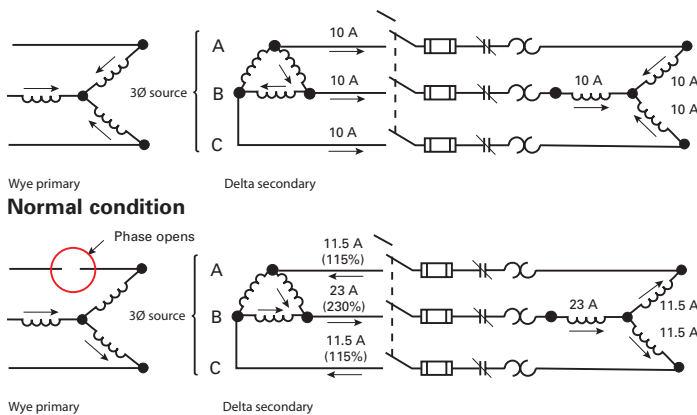 A
10 A
3Ø source
B
10 A
10 A
10 A
10 A
C
10 A
Wye primary
Delta secondary
Normal condition
Phase opens
A
11.5 A
(115%)
3Ø source
B
23 A
(230%)
23 A
11.5 A
11.5 A
C
11.5 A
(115%)
Wye primary
Delta secondary